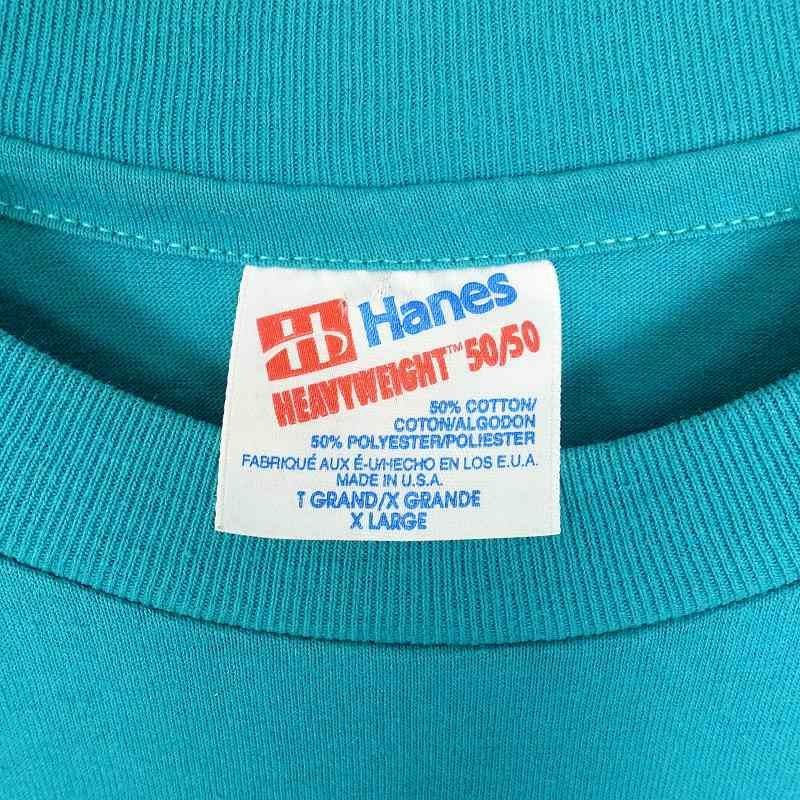 H Hanes
HEAVYWEIGHT™ 50/50
50% COTTON/
COTON/ALGODON
50% POLYESTER/POLIESTER
FABRIQUÉ AUX É-U/HECHO EN LOS E.U.A.
MADE IN U.S.A.
T GRAND/X GRANDE
X LARGE